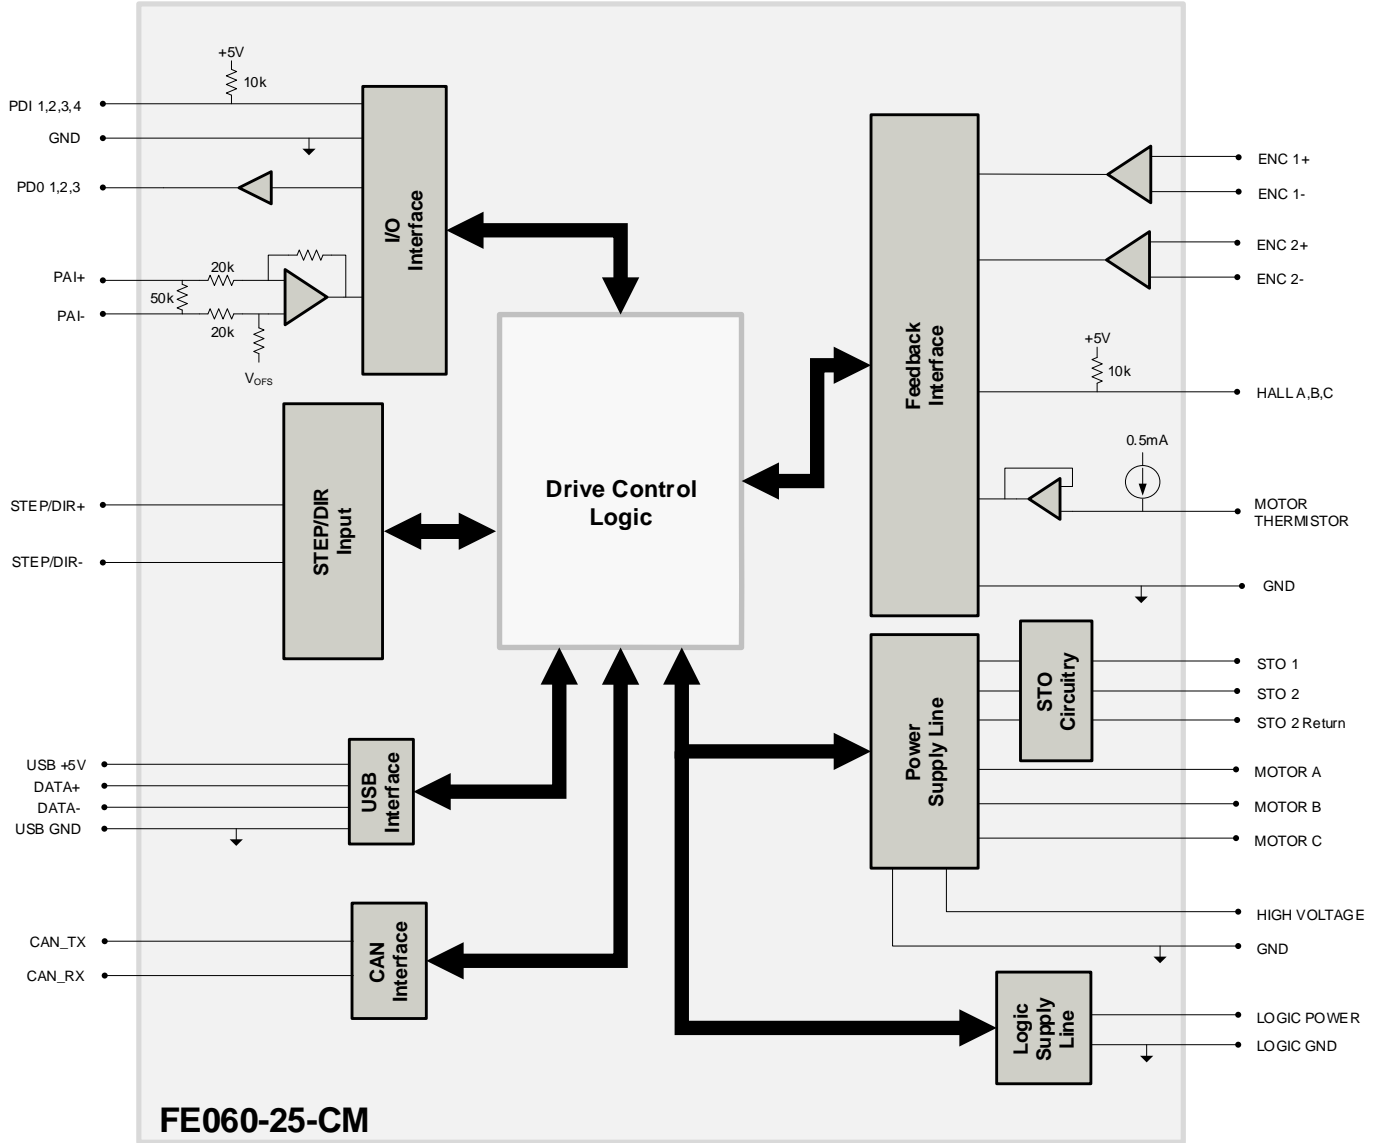 +5V
10k
PDI 1,2,3,4
GND
PD0 1,2,3
PAI+
20k
50k
PAI-
20k
VOFS
I/O
Interface
STEP/DIR+
STEP/DIR-
STEP/DIR
Input
Drive Control
Logic
USB +5V
DATA+
DATA-
USB GND
USB
Interface
CAN_TX
CAN_RX
CAN
Interface
Feedback
Interface
ENC 1+
ENC 1-
ENC 2+
ENC 2-
+5V
10k
HALL A,B,C
0.5mA
MOTOR
THERMISTOR
GND
Power
Supply Line
STO
Circuitry
STO 1
STO 2
STO 2 Return
MOTOR A
MOTOR B
MOTOR C
HIGH VOLTAGE
GND
Logic
Supply
Line
LOGIC POWER
LOGIC GND
FE060-25-CM